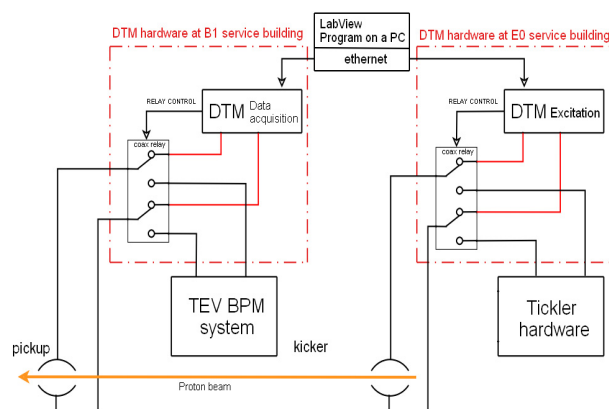 LabView
Program on a PC
ethernet
DTM hardware at B1 service building
DTM hardware at E0 service building
DTM Data
acquisition
RELAY CONTROL
coax relay
DTM Excitation
RELAY CONTROL
coax relay
TEV BPM
system
Tickler
hardware
pickup
kicker
Proton beam